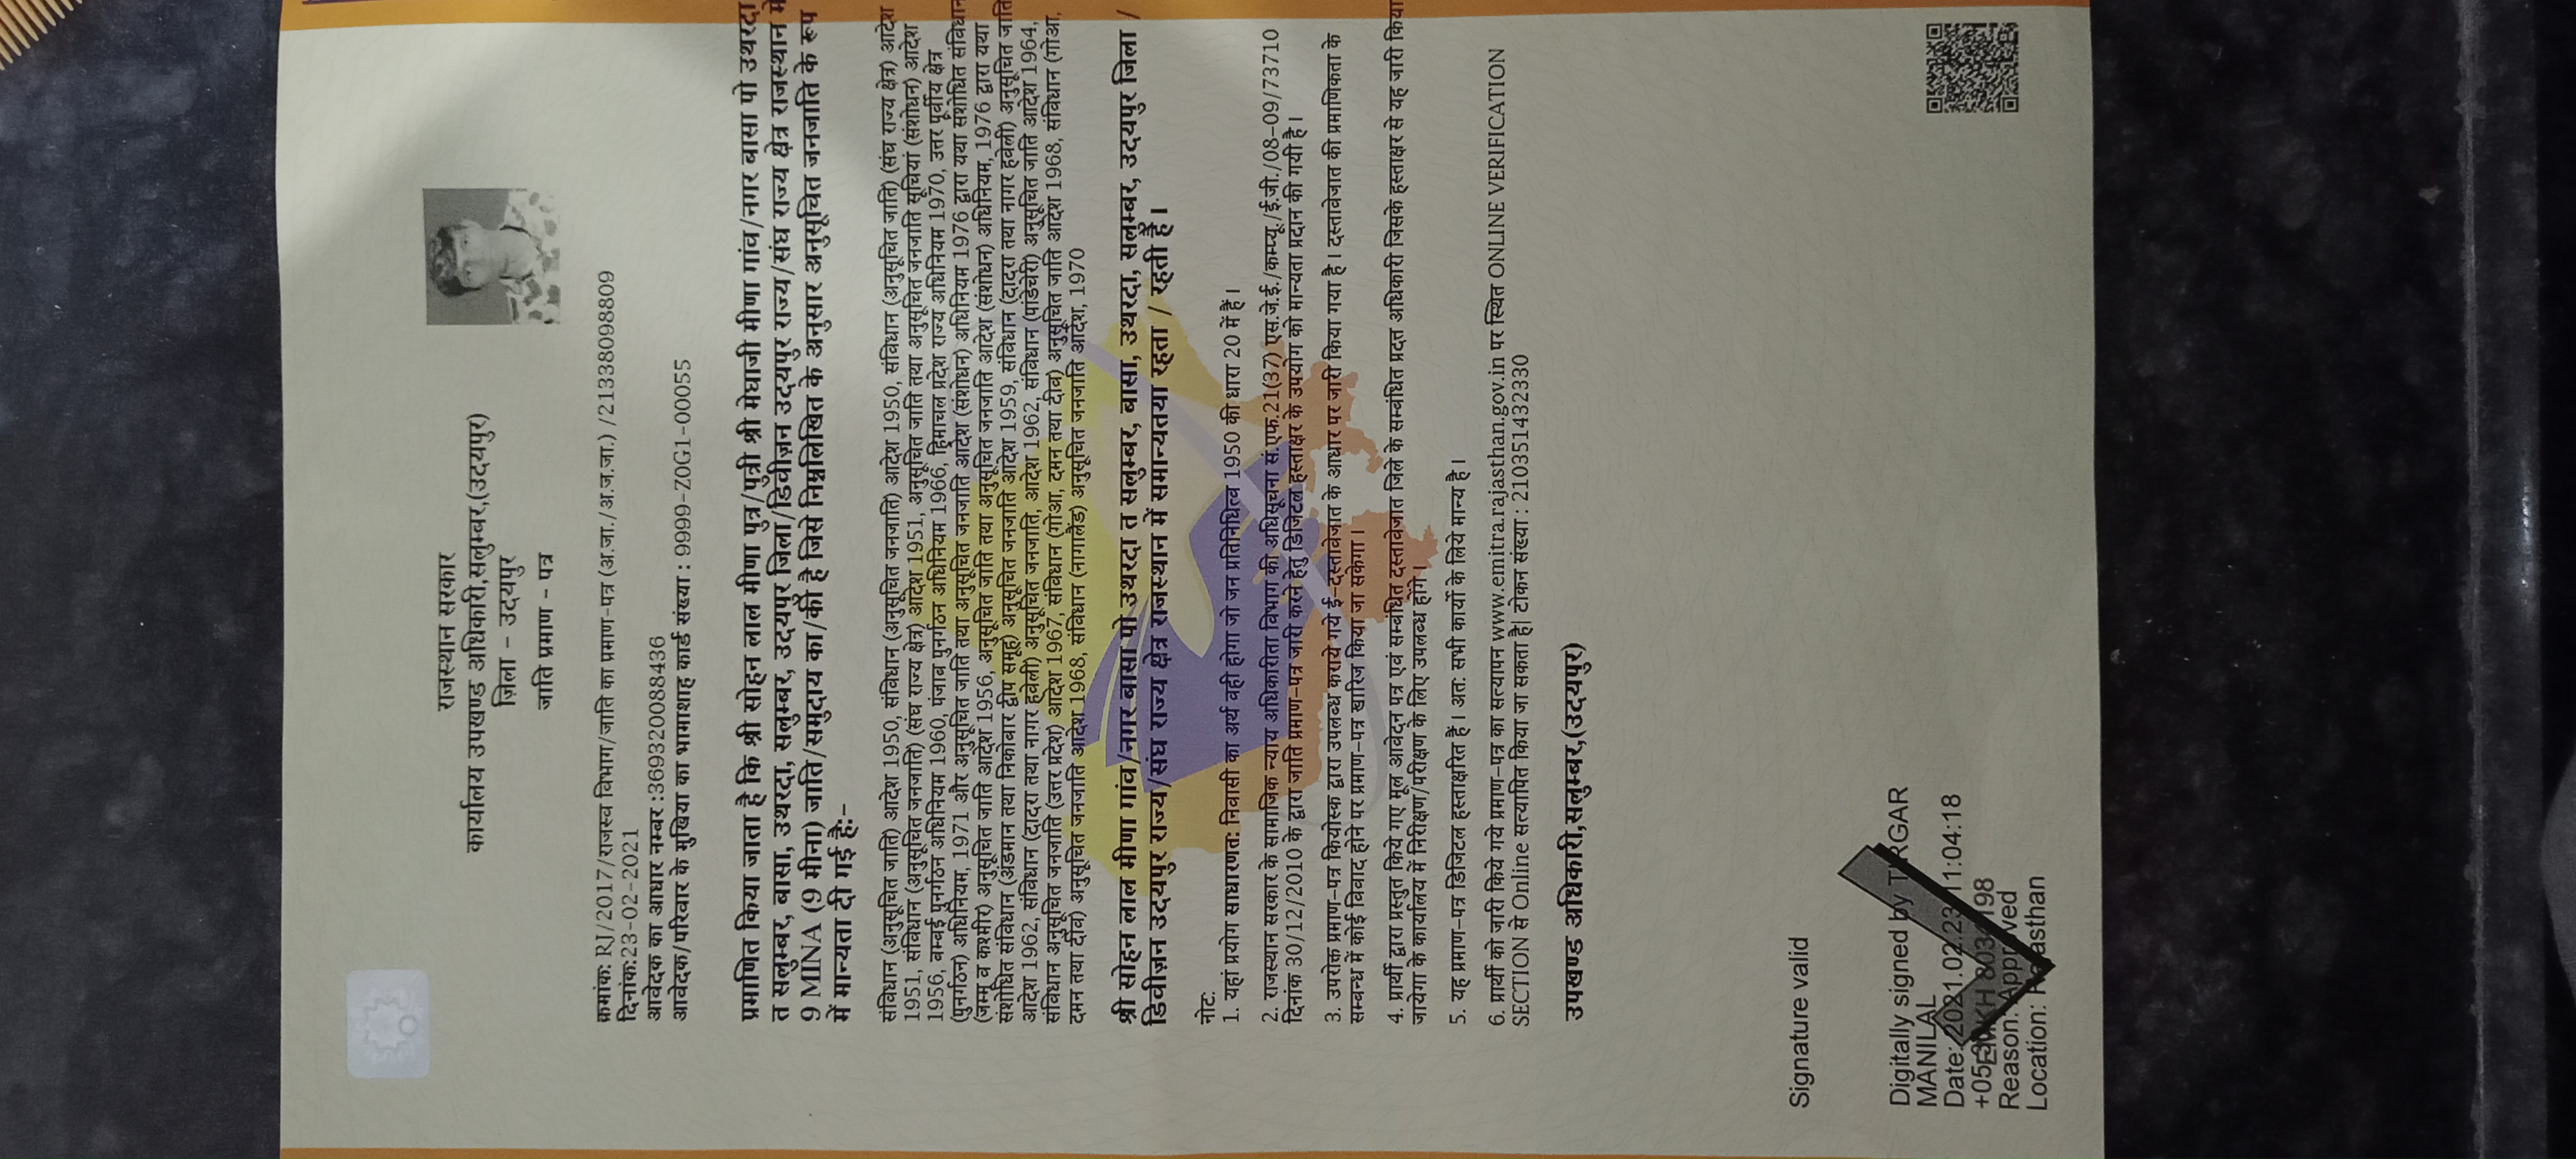 राजस्थान सरकार
कार्यालय उपखण्ड अधिकारी,सलुम्बर,(उदयपुर)
ज़िला - उदयपुर
जाति प्रमाण - पत्र
क्रमांक: RJ/2017/राजस्व विभाग/जाति का प्रमाण-पत्र (अ.जा./अ.ज.जा.) /21338098809
दिनांक:23-02-2021
आवेदक का आधार नम्बर :369320088436
आवेदक/परिवार के मुखिया का भामाशाह कार्ड संख्या : 9999-Z0G1-00055
प्रमाणित किया जाता है कि श्री सोहन लाल मीणा पुत्र/पुत्री श्री मेघाजी मीणा गांव/नगर बासा पो उथरदा
त सलुम्बर, बासा, उथरदा, सलुम्बर, उदयपुर जिला/डिवीज़न उदयपुर राज्य/संघ राज्य क्षेत्र राजस्थान में
9 MINA (9 मीना) जाति/समुदाय का/की है जिसे निम्नलिखित के अनुसार अनुसूचित जनजाति के रूप
में मान्यता दी गई है:-
संविधान (अनुसूचित जाति) आदेश 1950, संविधान (अनुसूचित जनजाति) आदेश 1950, संविधान (अनुसूचित जाति) (संघ राज्य क्षेत्र) आदेश
1951, संविधान (अनुसूचित जनजाति) (संघ राज्य क्षेत्र) आदेश 1951, अनुसूचित जाति तथा अनुसूचित जनजाति सूचियां (संशोधन) आदेश
1956, बम्बई पुनर्गठन अधिनियम 1960, पंजाब पुनर्गठन अधिनियम 1966, हिमाचल प्रदेश राज्य अधिनियम 1970, उत्तर पूर्वीय क्षेत्र
(पुनर्गठन) अधिनियम, 1971 और अनुसूचित जाति तथा अनुसूचित जनजाति आदेश (संशोधन) अधिनियम 1976 द्वारा यथा संशोधित संविधान
(जम्मू व कश्मीर) अनुसूचित जाति आदेश 1956, अनुसूचित जाति तथा अनुसूचित जनजाति आदेश (संशोधन) अधिनियम, 1976 द्वारा यथा
संशोधित संविधान (अंडमान तथा निकोबार द्वीप समूह) अनुसूचित जनजाति आदेश 1959, संविधान (दादरा तथा नागर हवेली) अनुसूचित जाति
आदेश 1962, संविधान (दादरा तथा नागर हवेली) अनुसूचित जनजाति, आदेश 1962, संविधान (पांडिचेरी) अनुसूचित जाति आदेश 1964,
संविधान अनुसूचित जनजाति (उत्तर प्रदेश) आदेश 1967, संविधान (गोआ, दमन तथा दीव) अनुसूचित जाति आदेश 1968, संविधान (गोआ,
दमन तथा दीव) अनुसूचित जनजाति आदेश 1968, संविधान (नागालैंड) अनुसूचित जनजाति आदेश, 1970
श्री सोहन लाल मीणा गांव/नगर बासा पो उथरदा त सलुम्बर, बासा, उथरदा, सलुम्बर, उदयपुर जिला /
डिवीज़न उदयपुर राज्य/संघ राज्य क्षेत्र राजस्थान में समान्यतया रहता / रहती है।
नोट:
1. यहां प्रयोग साधारणत: निवासी का अर्थ वही होगा जो जन प्रतिनिधित्व 1950 की धारा 20 में है।
2. राजस्थान सरकार के सामाजिक न्याय अधिकारिता विभाग की अधिसूचना सं.एफ.21(37) एस.जे.ई./कम्प्यू./ई.जी./08-09/73710
दिनांक 30/12/2010 के द्वारा जाति प्रमाण-पत्र जारी करने हेतु डिजिटल हस्ताक्षर के उपयोग को मान्यता प्रदान की गयी है।
3. उपरोक्त प्रमाण-पत्र कियोस्क द्वारा उपलब्ध कराये गये ई-दस्तावेजात के आधार पर जारी किया गया है। दस्तावेजात की प्रमाणिकता के
सम्बन्ध में कोई विवाद होने पर प्रमाण-पत्र खारिज किया जा सकेगा।
4. प्रार्थी द्वारा प्रस्तुत किये गए मूल आवेदन पत्र एवं सम्बंधित दस्तावेजात जिले के सम्बंधित प्रदत्त अधिकारी जिसके हस्ताक्षर से यह जारी किया
जायेगा के कार्यालय में निरीक्षण/परीक्षण के लिए उपलब्ध होंगे।
5. यह प्रमाण-पत्र डिजिटल हस्ताक्षरित हैं। अत: सभी कार्यो के लिये मान्य है।
6. प्रार्थी को जारी किये गये प्रमाण-पत्र का सत्यापन www.emitra.rajasthan.gov.in पर स्थित ONLINE VERIFICATION
SECTION से Online सत्यापित किया जा सकता है| टोकन संख्या : 21035143​2330
उपखण्ड अधिकारी,सलुम्बर,(उदयपुर)
Signature valid
Digitally signed by TIRGAR
MANILAL
Date: 2021.02.23 11:04:18
Reason: Approved
Location: Rajasthan